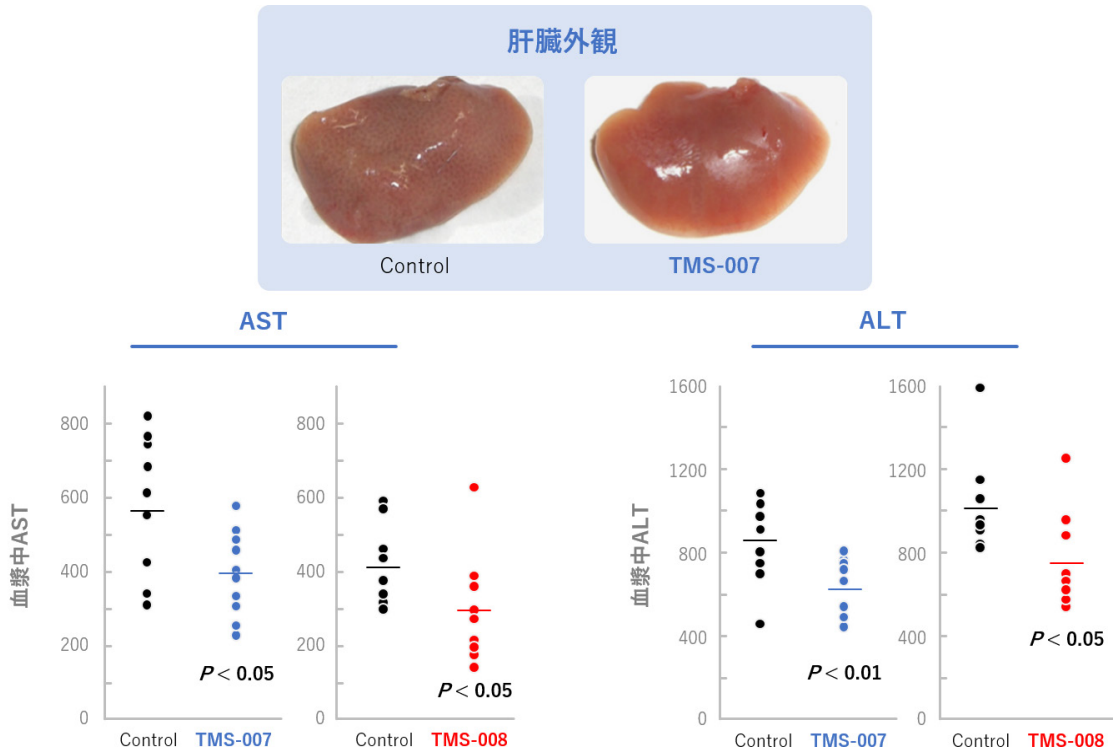 肝臓外観
Control
TMS-007
AST
ALT
血漿中AST
800
600
400
200
0
P < 0.05
Control TMS-007
800
600
400
200
0
P < 0.05
Control TMS-008
血漿中ALT
1600
1200
800
400
0
P < 0.01
Control TMS-007
1600
1200
800
400
0
P < 0.05
Control TMS-008